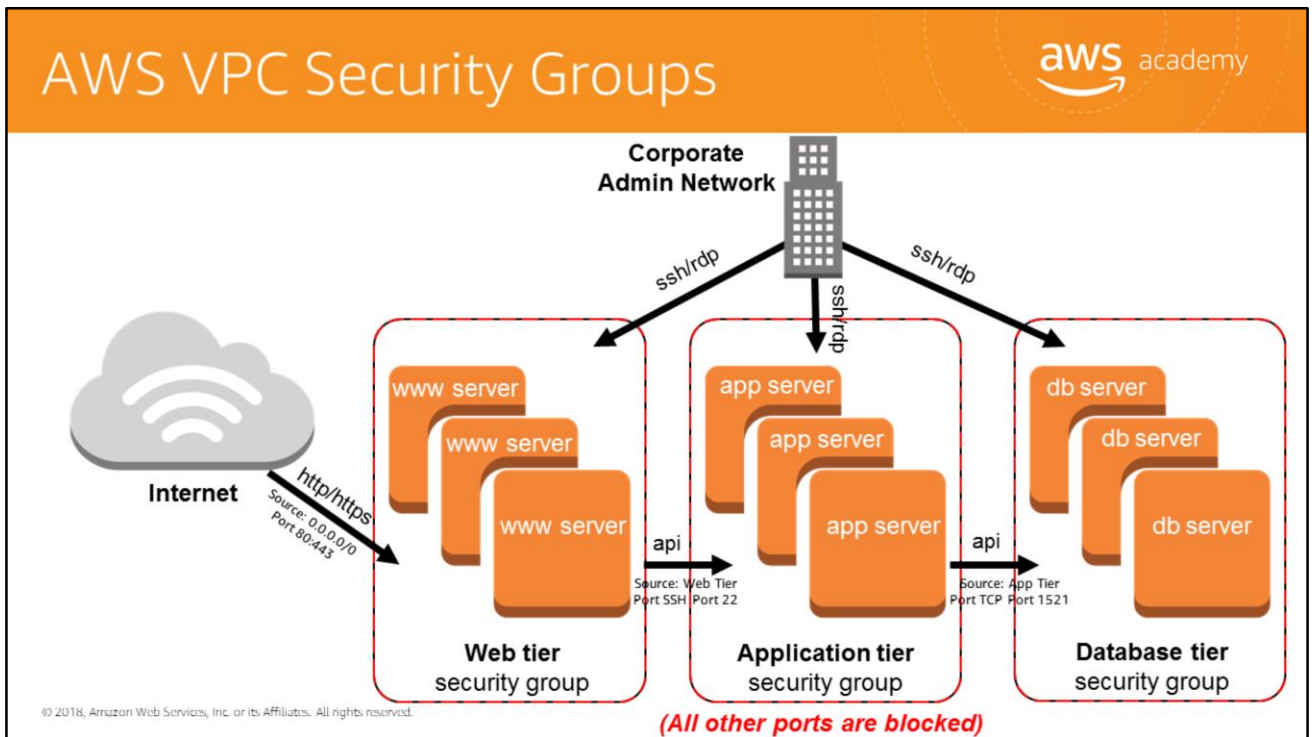 AWS VPC Security Groups
aws academy
Corporate
Admin Network
ssh/rdp
ssh/rdp
ssh/rdp
Internet
http/https
Source: 0.0.0.0/0
Port 80:443
www server
www server
www server
api
Source: Web Tier
Port SSH Port 22
app server
app server
app server
api
Source: App Tier
Port TCP Port 1521
db server
db server
db server
Web tier
security group
Application tier
security group
Database tier
security group
© 2018, Amazon Web Services, Inc. or its Affiliates. All rights reserved.
(All other ports are blocked)